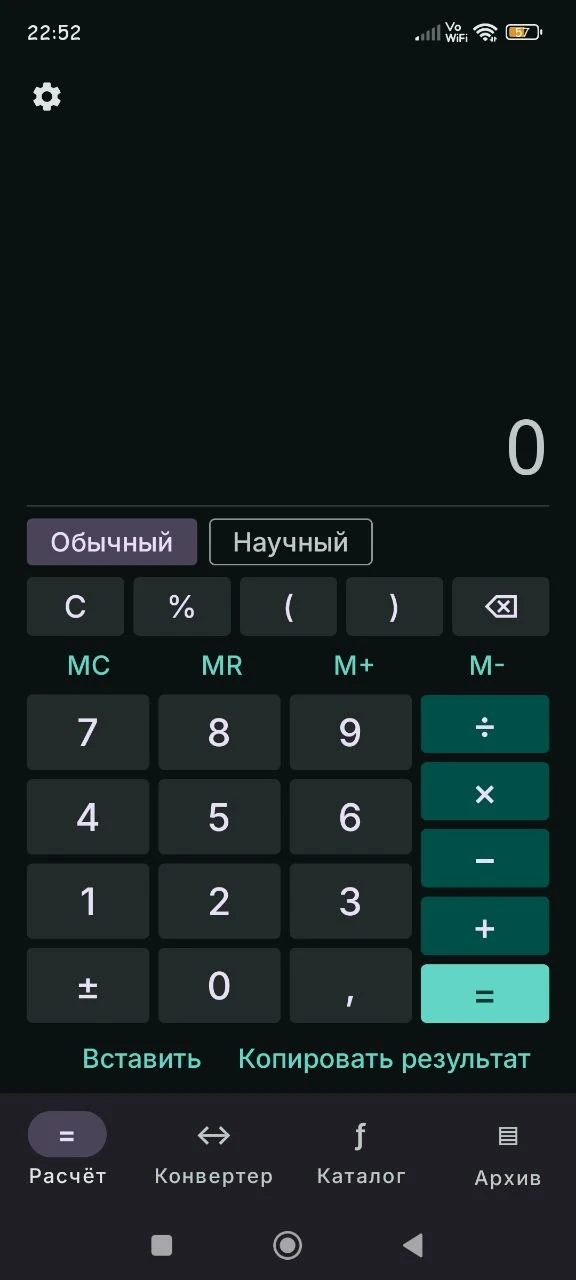 22:52 Vo WiFi 57
0
Обычный Научный
C % ( )
MC MR M+ M-
7 8 9 ÷
4 5 6 ×
1 2 3 −
± 0 , +
=
Вставить Копировать результат
= ƒ
Расчёт Конвертер Каталог Архив